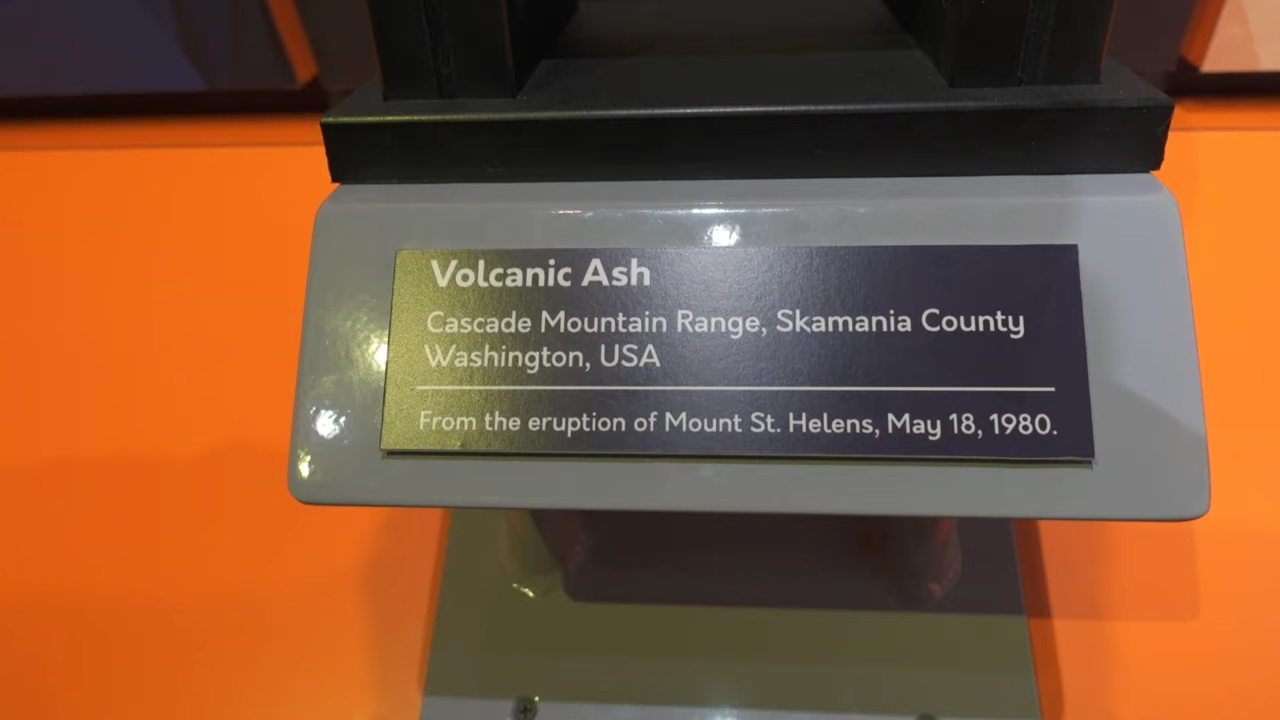 Volcanic Ash
Cascade Mountain Range, Skamania County
Washington, USA
From the eruption of Mount St. Helens, May 18, 1980.